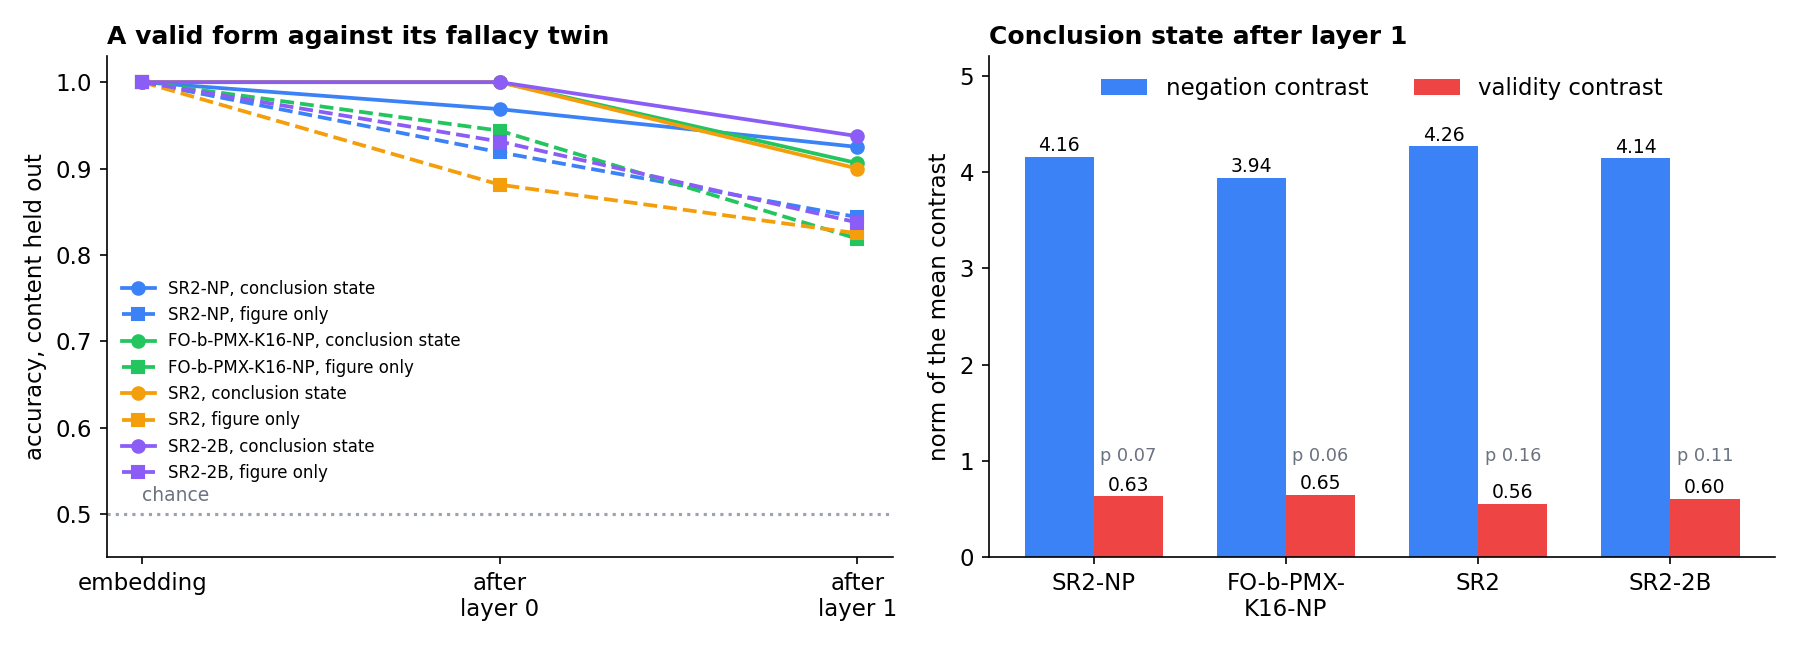 A valid form against its fallacy twin
accuracy, content held out
1.0
0.9
0.8
0.7
0.6
0.5
SR2-NP, conclusion state
SR2-NP, figure only
FO-b-PMX-K16-NP, conclusion state
FO-b-PMX-K16-NP, figure only
SR2, conclusion state
SR2, figure only
SR2-2B, conclusion state
SR2-2B, figure only
chance
embedding
after
layer 0
after
layer 1
Conclusion state after layer 1
norm of the mean contrast
5
4
3
2
1
0
negation contrast
validity contrast
4.16
3.94
4.26
4.14
p 0.07
p 0.06
p 0.16
p 0.11
0.63
0.65
0.56
0.60
SR2-NP
FO-b-PMX-
K16-NP
SR2
SR2-2B